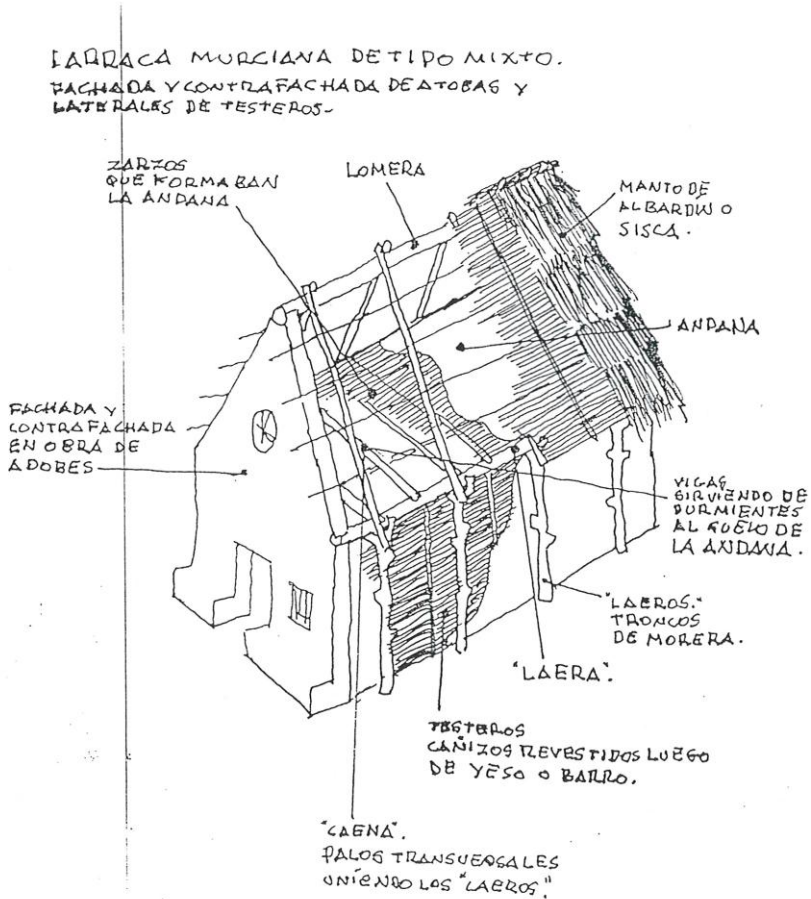 BARRACA MURCIANA DE TIPO MIXTO.
FACHADA Y CONTRAFACHADA DE ATOBAS Y
LATERALES DE TESTEROS-
ZARZOS
QUE FORMABAN
LA ANDANA
LOMERA
MANTO DE
ALBARDIN O
SISCA.
ANDANA
FACHADA Y
CONTRAFACHADA
EN OBRA DE
ADOBES
VIGAS
SIRVIENDO DE
DURMIENTES
AL SUELO DE
LA ANDANA.
"LAEROS."
TRONCOS
DE MORERA.
"LAERA".
TESTEROS
CAÑIZOS REVESTIDOS LUEGO
DE YESO O BARRO.
"CAENA".
PALOS TRANSVERSALES
UNIENDO LOS "LAEROS".